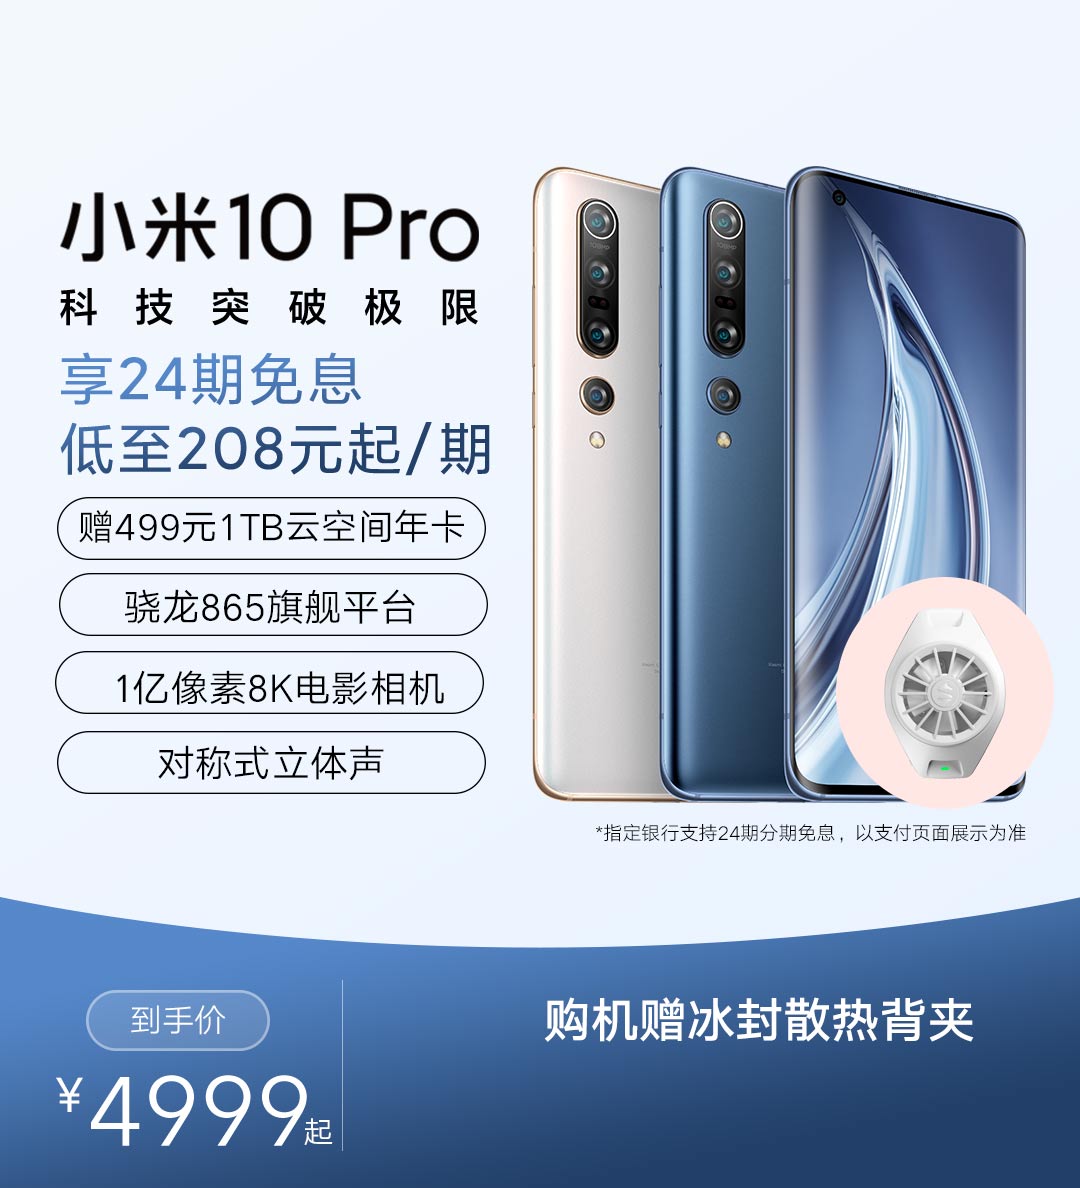 小米10 Pro
科技突破极限
享24期免息
低至208元起/期
赠499元1TB云空间年卡
骁龙865旗舰平台
1亿像素8K电影相机
对称式立体声
108MP
108MP
*指定银行支持24期分期免息，以支付页面展示为准
到手价
¥4999起
购机赠冰封散热背夹